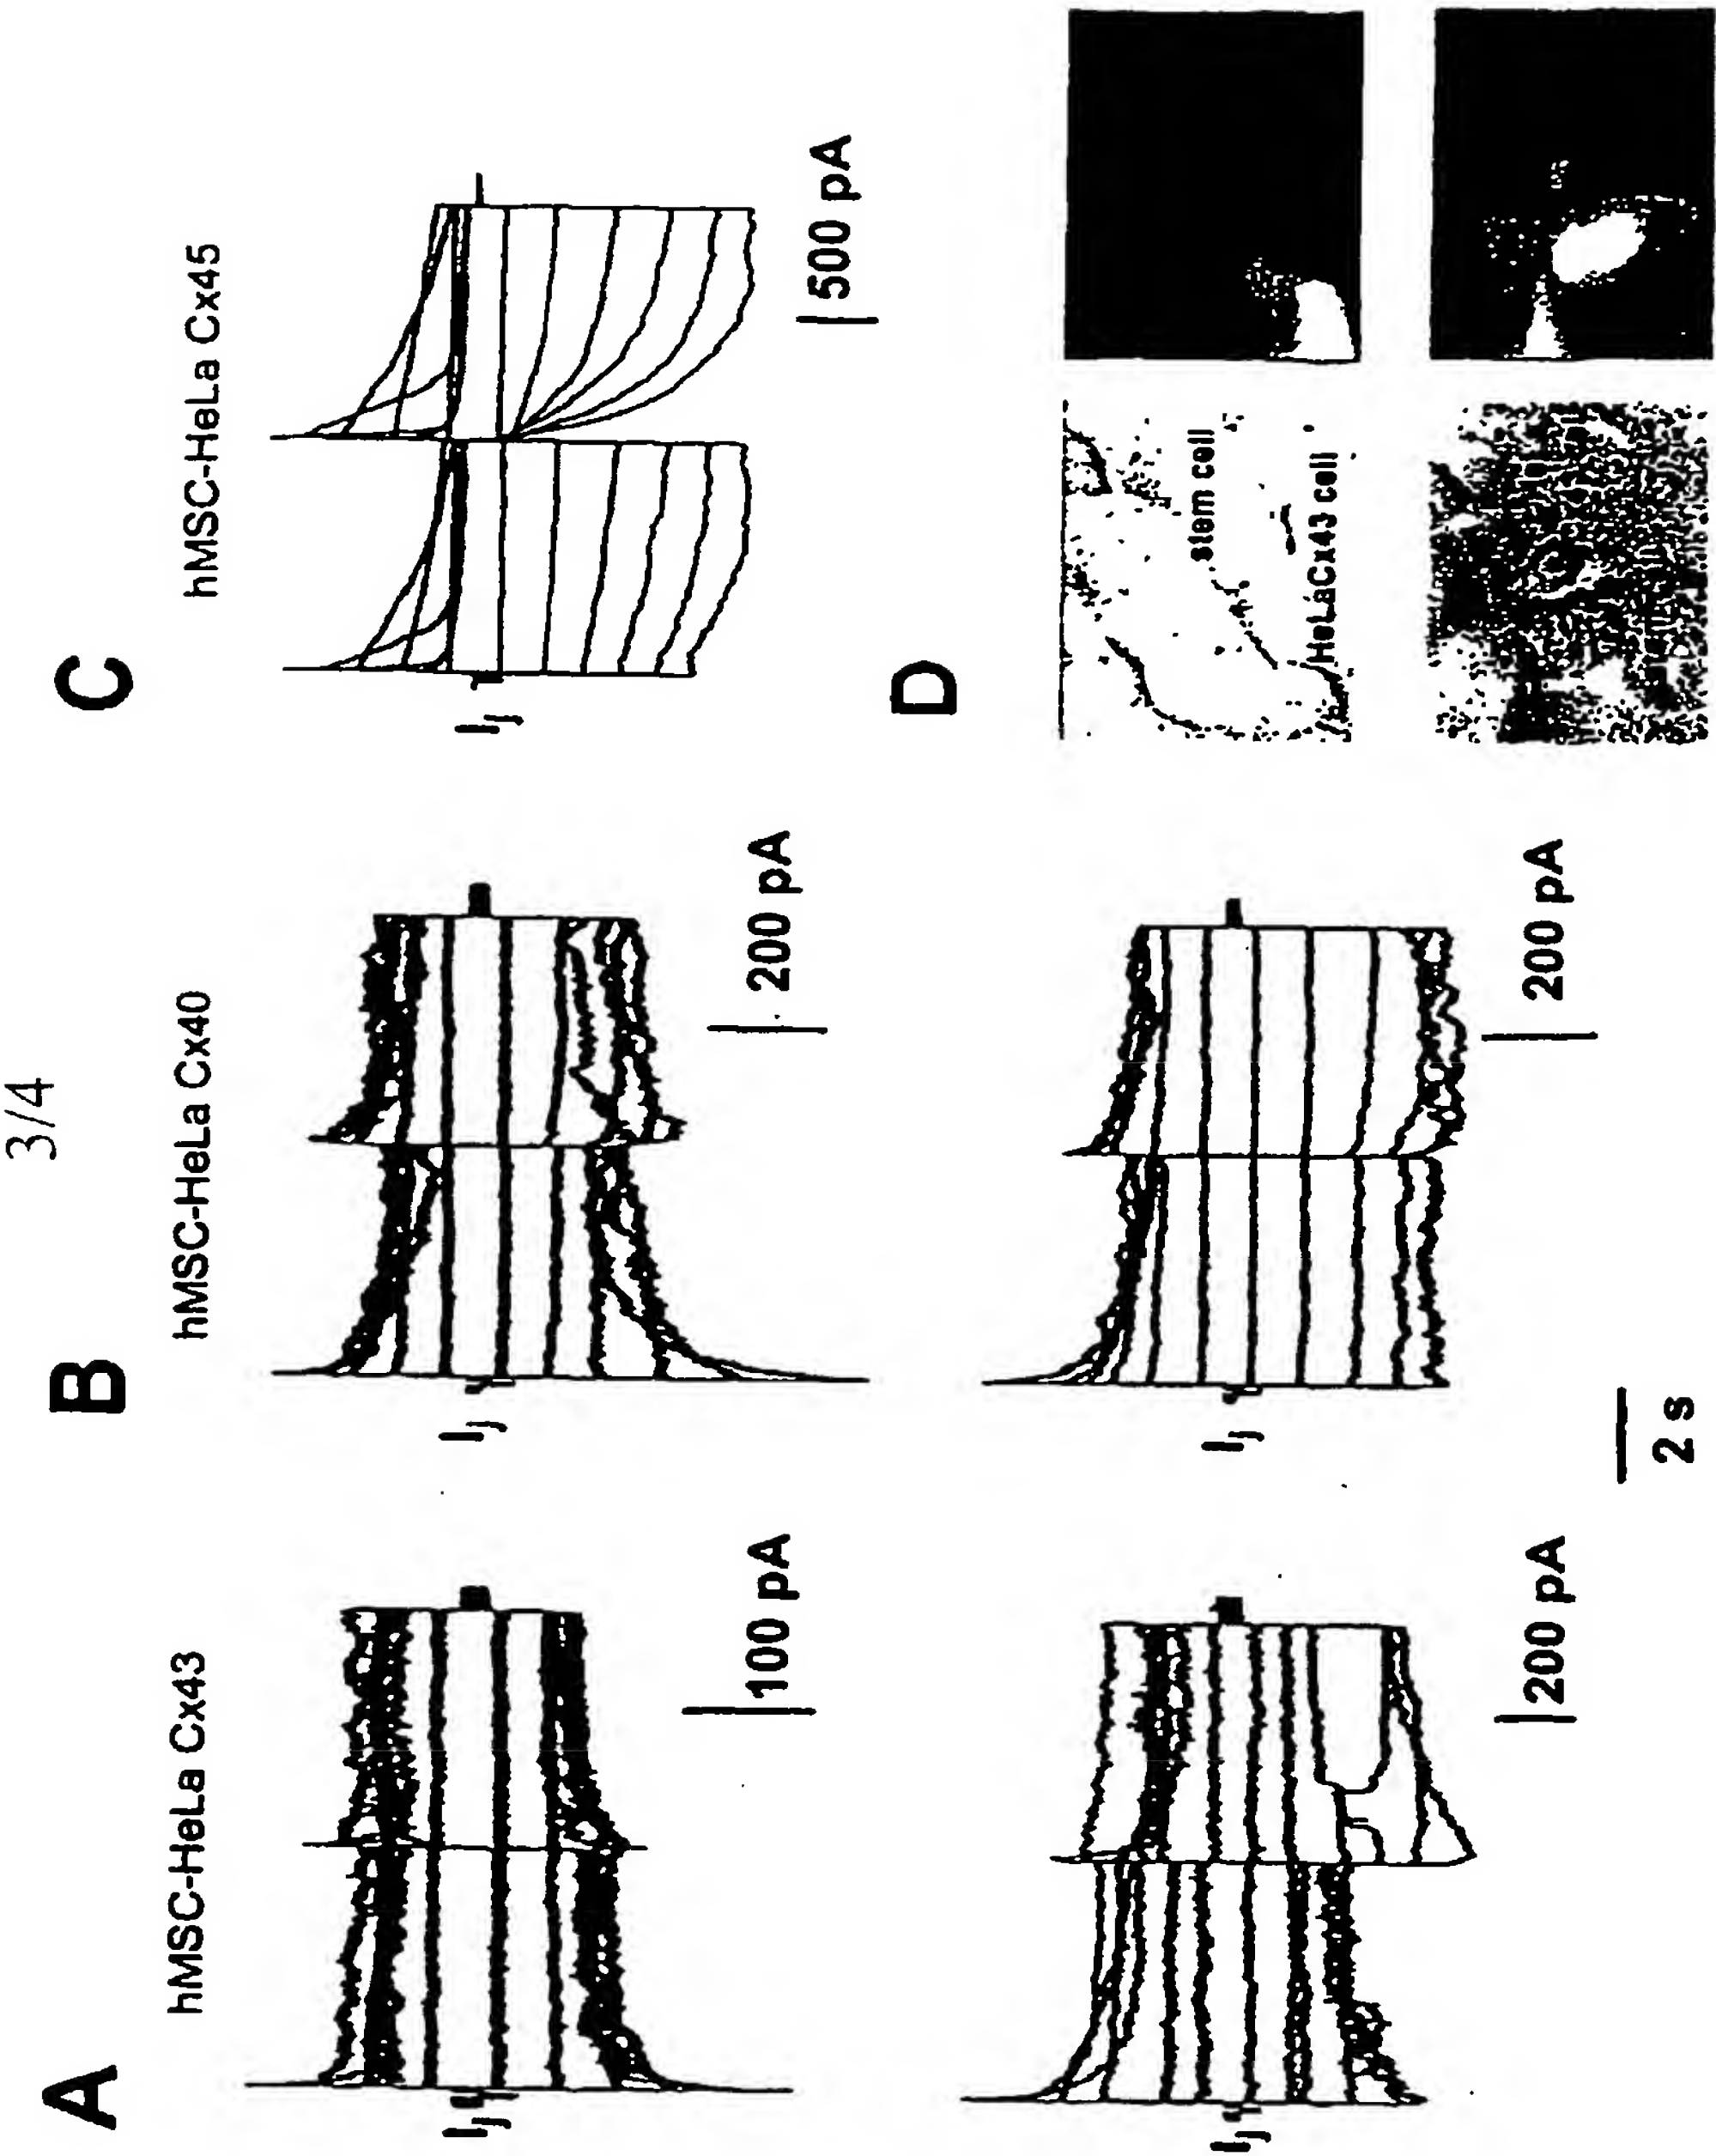 3/4
A
hMSC-HeLa Cx43
Ij
100 pA
Ij
200 pA
B
hMSC-HeLa Cx40
Ij
200 pA
Ij
200 pA
2 s
C
hMSC-HeLa Cx45
Ij
500 pA
D
Stem cell
HeLaCx43 cell